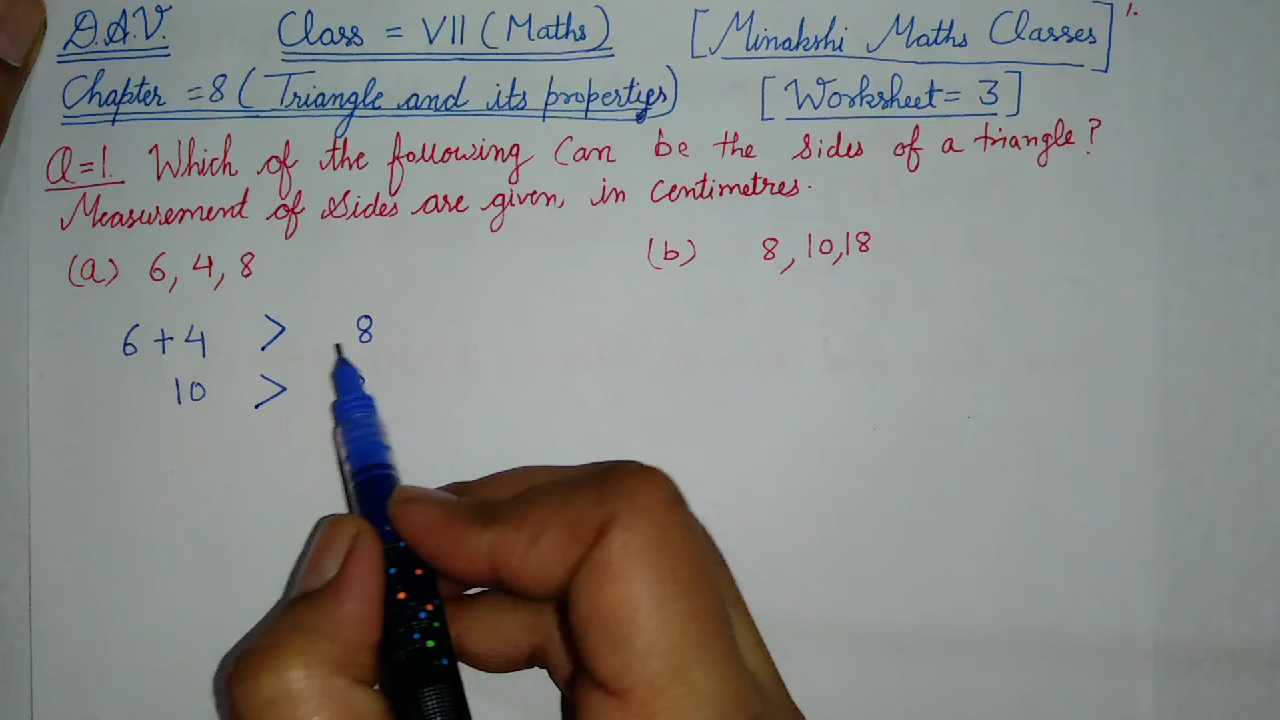 D.A.V. Class = VII (Maths) [Minakshi Maths Classes] 1.
Chapter = 8 (Triangle and its propertys) [Worksheet = 3]
Q=1. Which of the following can be the sides of a triangle?
Measurement of sides are given, in centimetres.
(a) 6, 4, 8 (b) 8, 10, 18
6 + 4 > 8
10 >